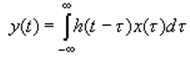 y(t) = ∫_{-∞}^{∞} h(t − τ)x(τ)dτ